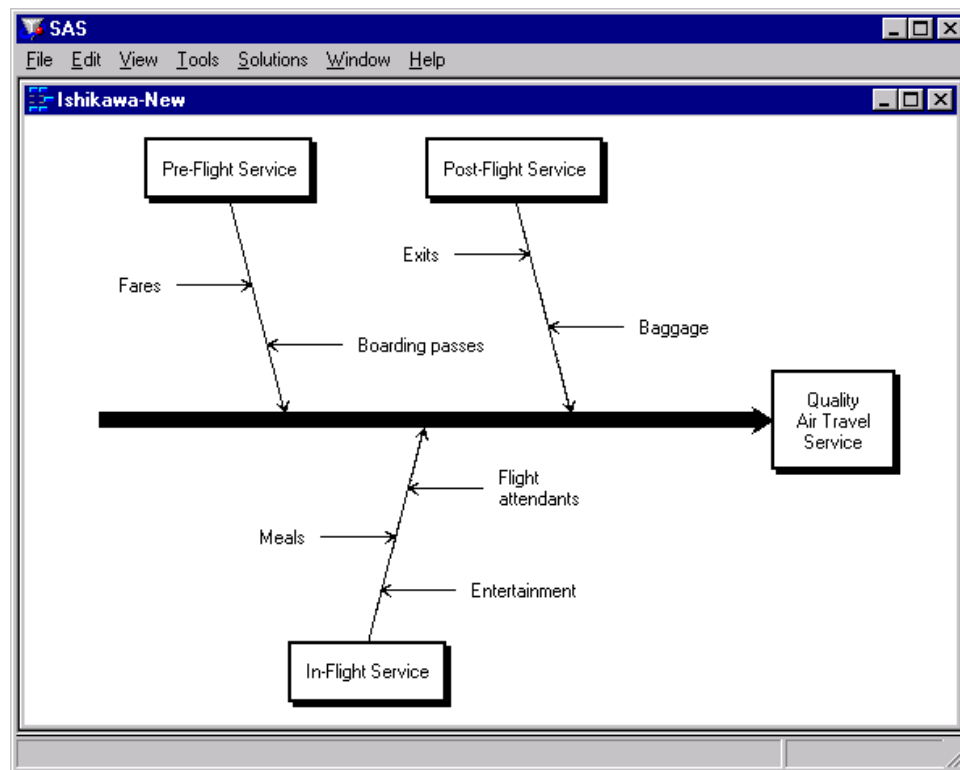 SAS
File Edit View Tools Solutions Window Help
Ishikawa-New
Pre-Flight Service
Post-Flight Service
Exits
Fares
Baggage
Boarding passes
Quality
Air Travel
Service
Flight
attendants
Meals
Entertainment
In-Flight Service